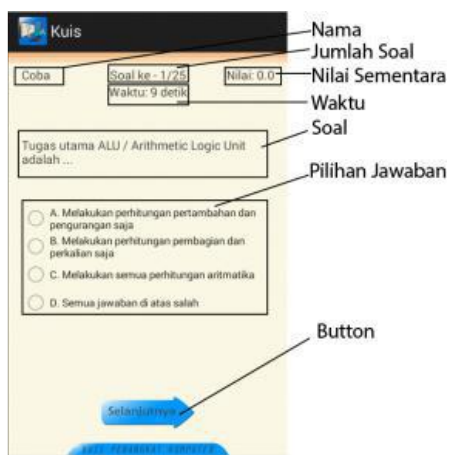 Kuis
Nama
Jumlah Soal
Coba
Soal ke - 1/25
Nilai: 0.0
Nilai Sementara
Waktu: 9 detik
Waktu
Soal
Tugas utama ALU / Arithmetic Logic Unit
adalah ...
Pilihan Jawaban
A. Melakukan perhitungan pertambahan dan
pengurangan saja
B. Melakukan perhitungan pembagian dan
perkalian saja
C. Melakukan semua perhitungan aritmatika
D. Semua jawaban di atas salah
Button
Selanjutnya